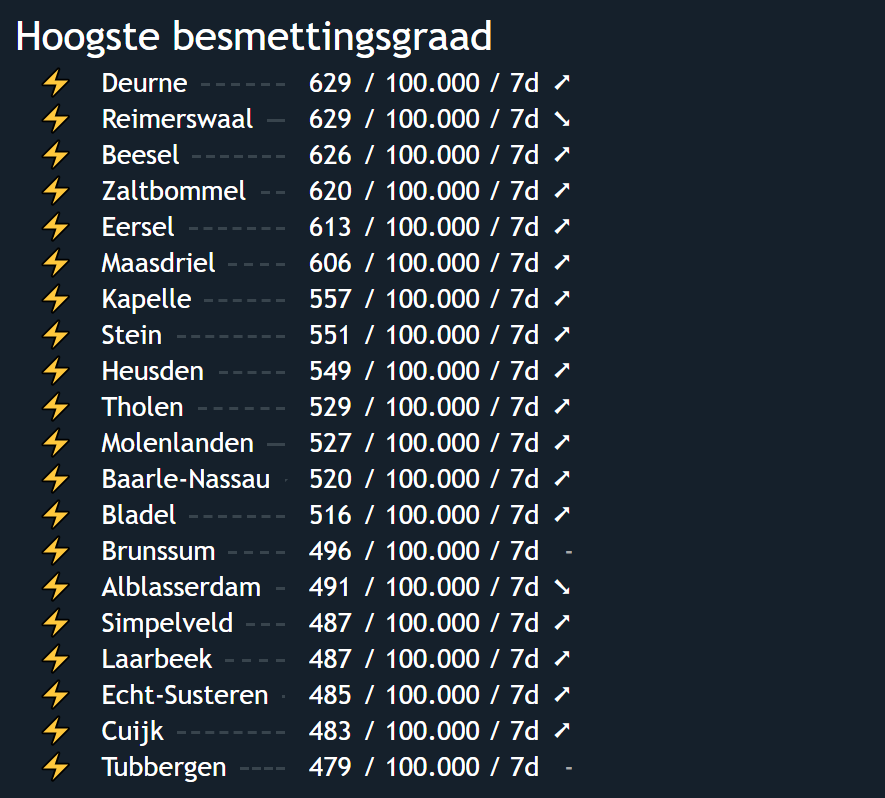 Hoogste besmettingsgraad
⚡ Deurne ------ 629 / 100.000 / 7d ➚
⚡ Reimerswaal -- 629 / 100.000 / 7d ➘
⚡ Beesel ------- 626 / 100.000 / 7d ➚
⚡ Zaltbommel -- 620 / 100.000 / 7d ➚
⚡ Eersel ------- 613 / 100.000 / 7d ➚
⚡ Maasdriel ---- 606 / 100.000 / 7d ➚
⚡ Kapelle ------ 557 / 100.000 / 7d ➚
⚡ Stein -------- 551 / 100.000 / 7d ➚
⚡ Heusden ----- 549 / 100.000 / 7d ➚
⚡ Tholen ------- 529 / 100.000 / 7d ➚
⚡ Molenlanden -- 527 / 100.000 / 7d ➚
⚡ Baarle-Nassau - 520 / 100.000 / 7d ➚
⚡ Bladel ------- 516 / 100.000 / 7d ➚
⚡ Brunssum ---- 496 / 100.000 / 7d -
⚡ Alblasserdam - 491 / 100.000 / 7d ➘
⚡ Simpelveld --- 487 / 100.000 / 7d ➚
⚡ Laarbeek ----- 487 / 100.000 / 7d ➚
⚡ Echt-Susteren - 485 / 100.000 / 7d ➚
⚡ Cuijk -------- 483 / 100.000 / 7d ➚
⚡ Tubbergen ---- 479 / 100.000 / 7d -